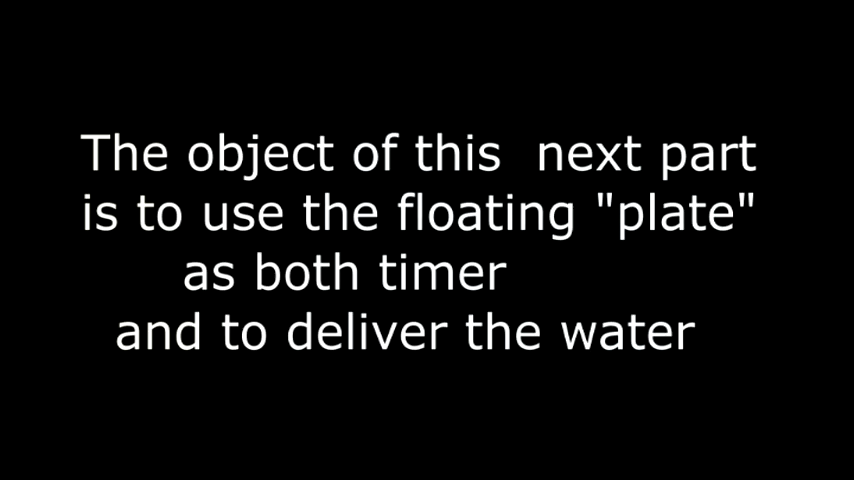 The object of this  next part
is to use the floating "plate"
as both timer
and to deliver the water